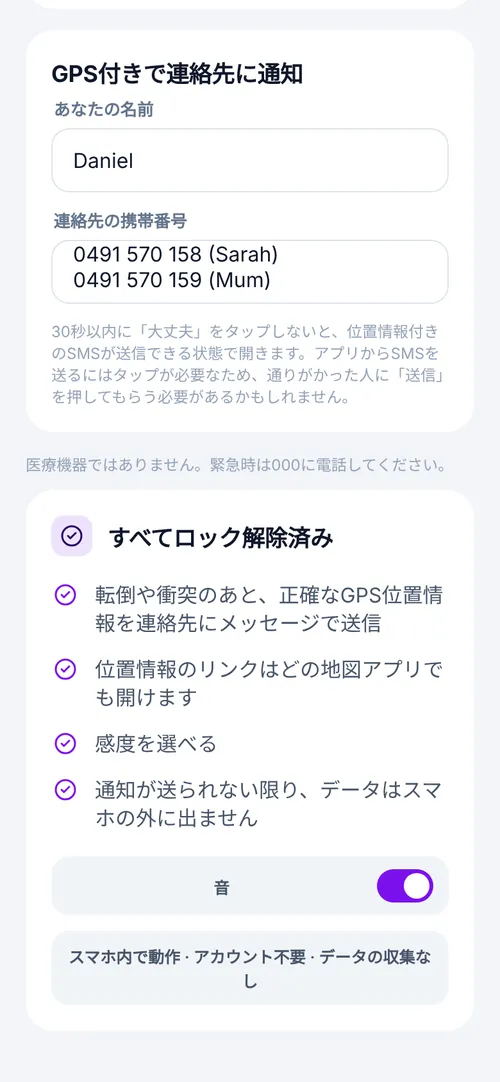 GPS付きで連絡先に通知
あなたの名前
Daniel
連絡先の携帯番号
0491 570 158 (Sarah)
0491 570 159 (Mum)
30秒以内に「大丈夫」をタップしないと、位置情報付き
のSMSが送信できる状態で開きます。アプリからSMSを
送るにはタップが必要なため、通りがかった人に「送信」
を押してもらう必要があるかもしれません。
医療機器ではありません。緊急時は000に電話してください。
すべてロック解除済み
転倒や衝突のあと、正確なGPS位置情
報を連絡先にメッセージで送信
位置情報のリンクはどの地図アプリで
も開けます
感度を選べる
通知が送られない限り、データはスマ
ホの外に出ません
音
スマホ内で動作 · アカウント不要 · データの収集な
し